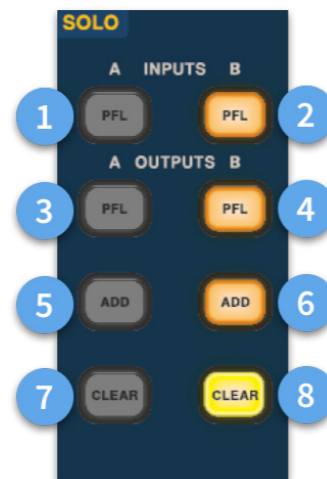 SOLO
A INPUTS B
1 PFL PFL 2
A OUTPUTS B
3 PFL PFL 4
5 ADD ADD 6
7 CLEAR CLEAR 8